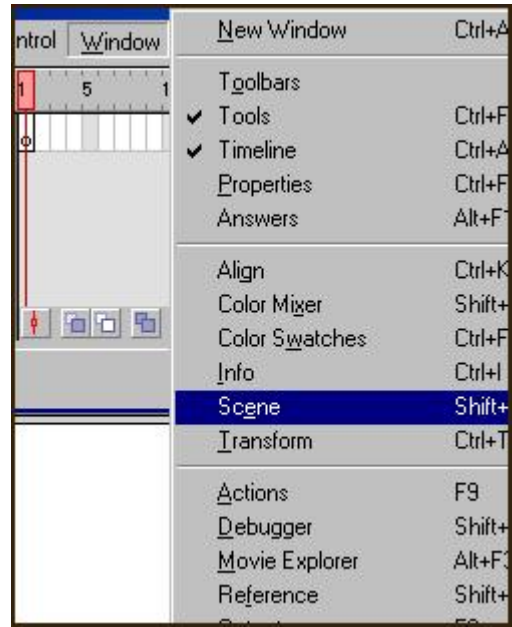 ntrol Window
1 5 1
New Window Ctrl+A
Toolbars
Tools Ctrl+F
Timeline Ctrl+A
Properties Ctrl+F
Answers Alt+F
Align Ctrl+K
Color Mixer Shift+
Color Swatches Ctrl+F
Info Ctrl+I
Scene Shift+
Transform Ctrl+T
Actions F9
Debugger Shift+
Movie Explorer Alt+F3
Reference Shift+